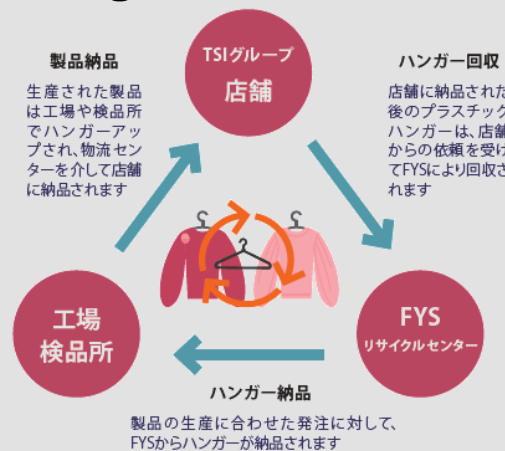 TSIグループ
店舗
製品納品
生産された製品
は工場や検品所
でハンガーアッ
プされ、物流セン
ターを介して店舗
に納品されます
ハンガー回収
店舗に納品された
後のプラスチック
ハンガーは、店舗
からの依頼を受け
てFYSにより回収さ
れます
FYS
リサイクルセンター
工場
検品所
ハンガー納品
製品の生産に合わせた発注に対して、
FYSからハンガーが納品されます